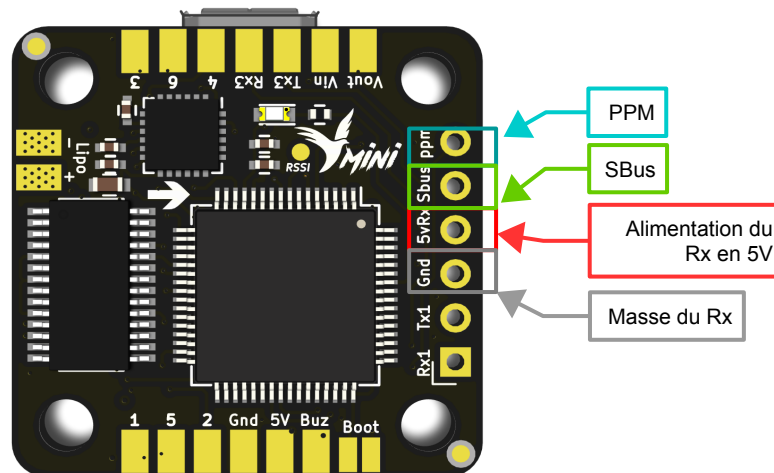 3 6 4 Rx3 Tx3 Vin Vout
PPM
SBus
Alimentation du
Rx en 5V
Masse du Rx
- Lipo +
RSSI
MINI
ppm
Sbus
5vRx
Gnd
Tx1
Rx1
1 5 2 Gnd 5V Buz Boot